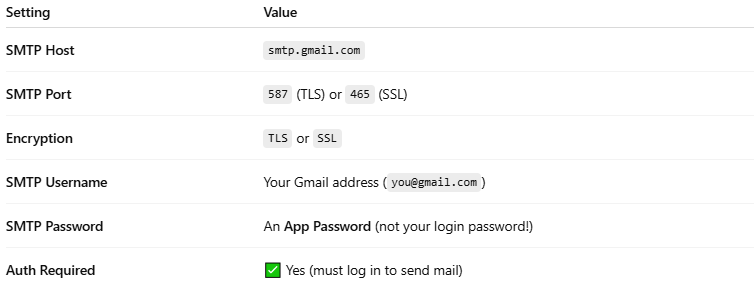 Setting Value
SMTP Host smtp.gmail.com
SMTP Port 587 (TLS) or 465 (SSL)
Encryption TLS or SSL
SMTP Username Your Gmail address (you@gmail.com)
SMTP Password An App Password (not your login password!)
Auth Required ✅ Yes (must log in to send mail)